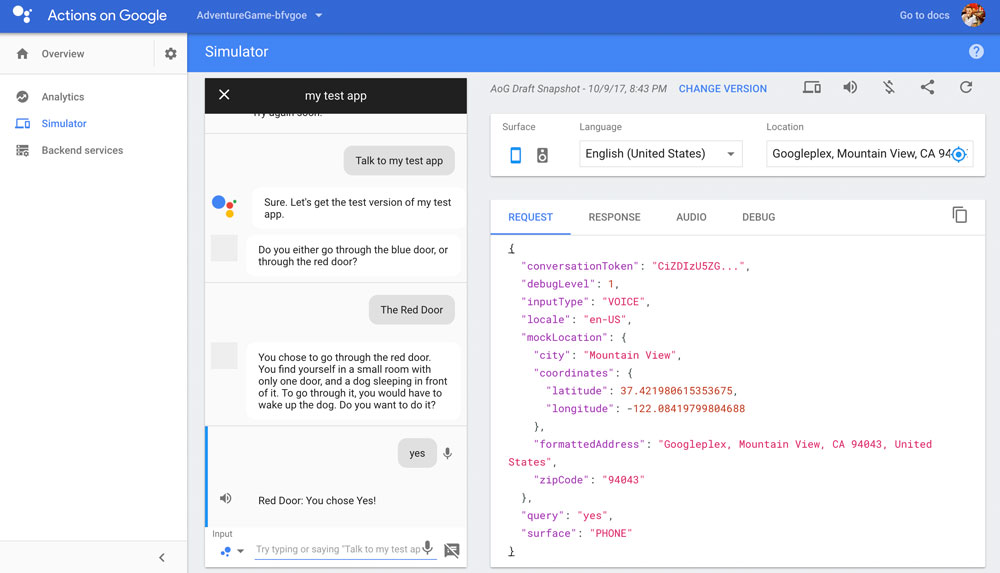 Actions on Google
AdventureGame-bfvgoe
Go to docs
Overview
Analytics
Simulator
Backend services
Simulator
my test app
Try again soon.
Talk to my test app
Sure. Let's get the test version of my test
app.
Do you either go through the blue door, or
through the red door?
The Red Door
You chose to go through the red door.
You find yourself in a small room with
only one door, and a dog sleeping in front
of it. To go through it, you would have to
wake up the dog. Do you want to do it?
yes
Red Door: You chose Yes!
Input
Try typing or saying "Talk to my test ap
AoG Draft Snapshot - 10/9/17, 8:43 PM
CHANGE VERSION
Surface
Language
Location
English (United States)
Googleplex, Mountain View, CA 94
REQUEST
RESPONSE
AUDIO
DEBUG
{
"conversationToken": "CiZDIzU5ZG...",
"debugLevel": 1,
"inputType": "VOICE",
"locale": "en-US",
"mockLocation": {
"city": "Mountain View",
"coordinates": {
"latitude": 37.421980615353675,
"longitude": -122.08419799804688
},
"formattedAddress": "Googleplex, Mountain View, CA 94043, United
States",
"zipCode": "94043"
},
"query": "yes",
"surface": "PHONE"
}